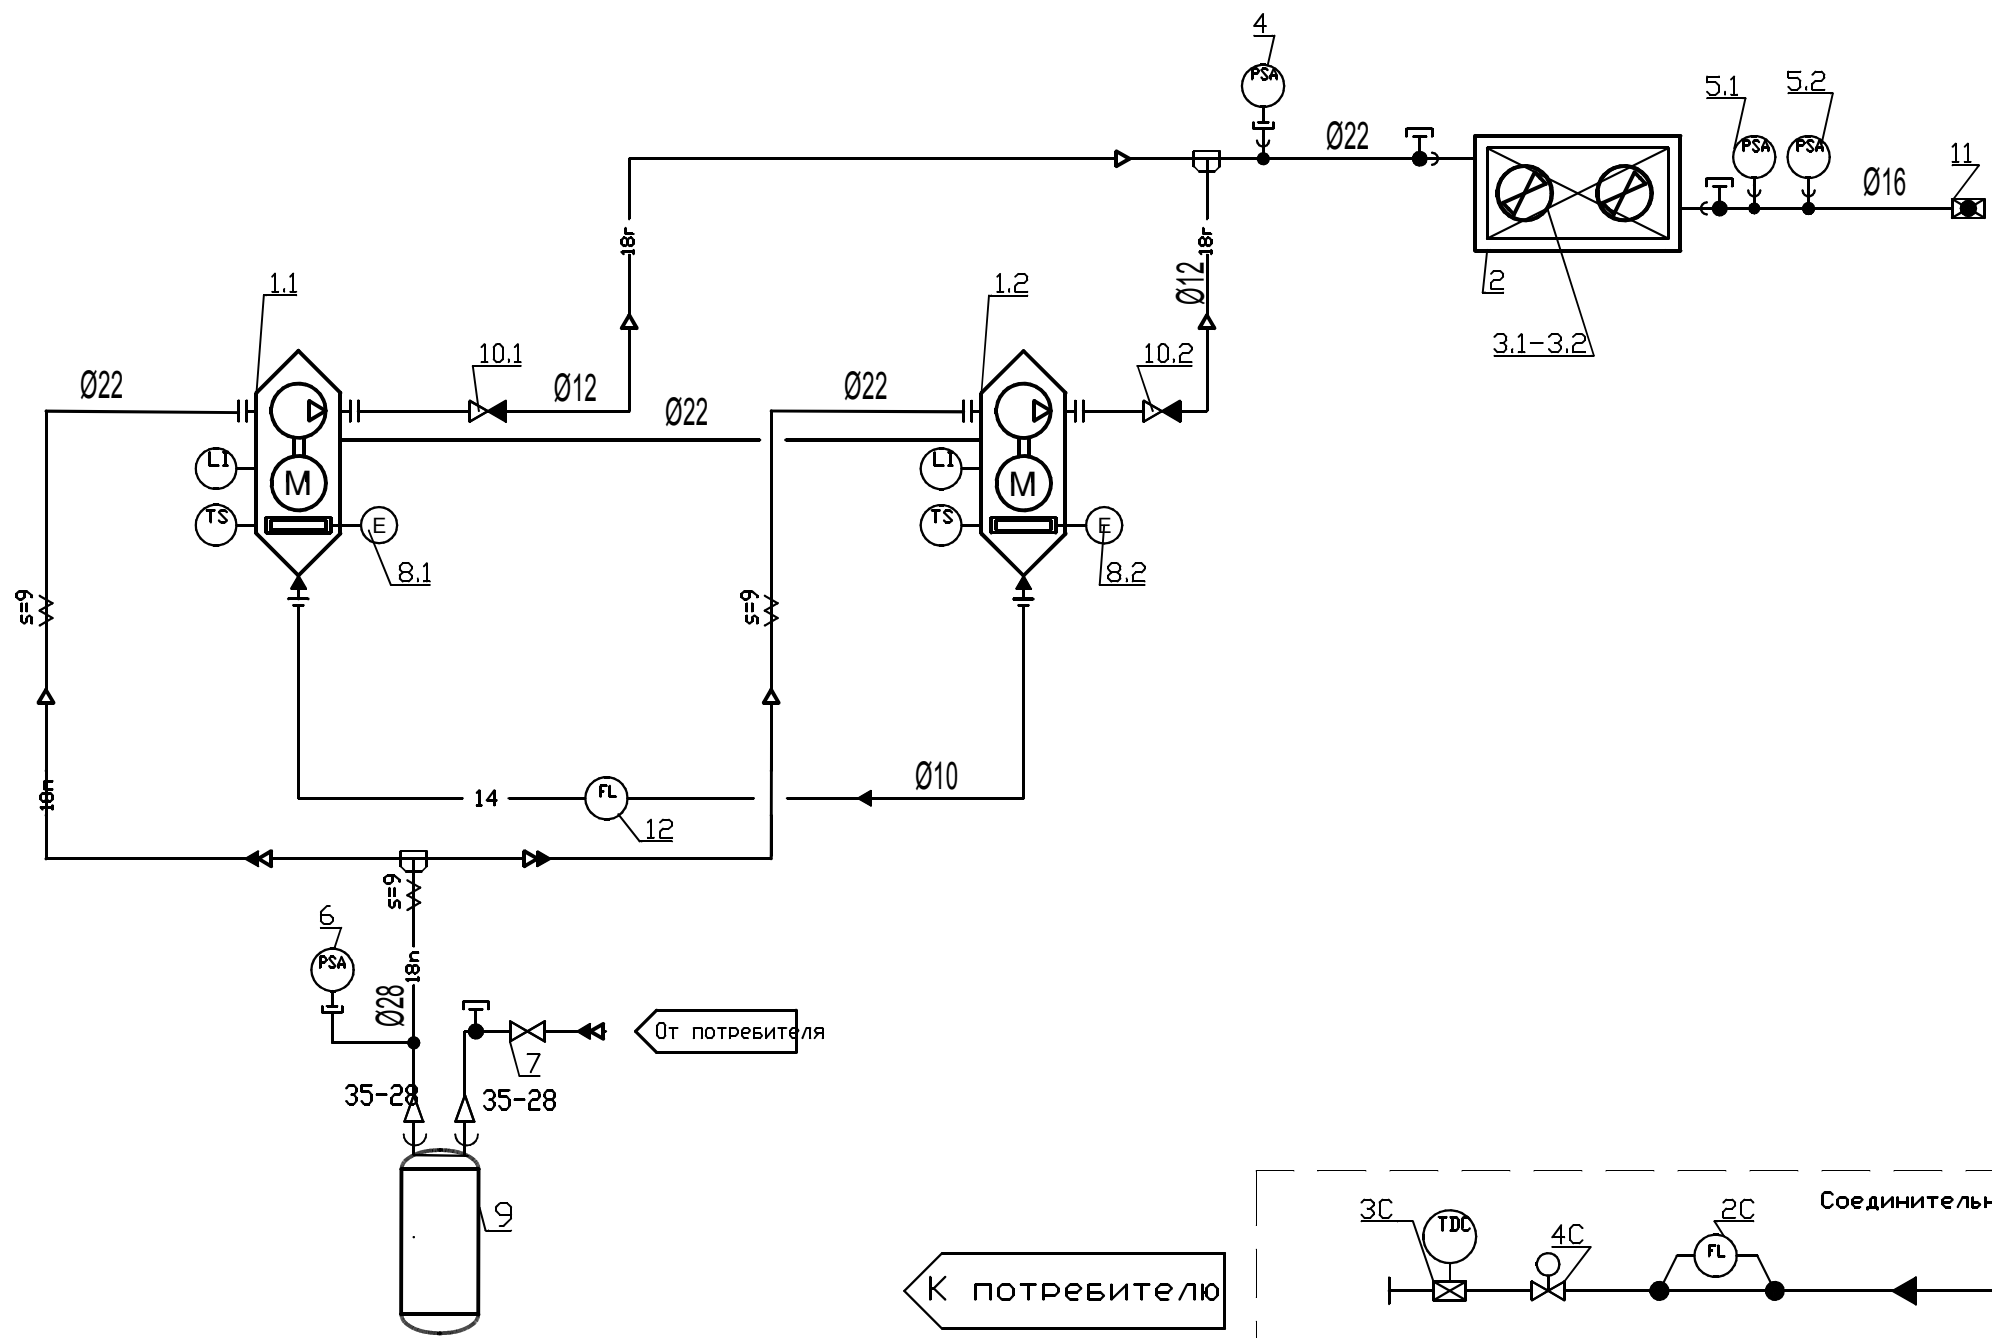 4
PSA
5.1
5.2
Ø22
PSA
PSA
11
Ø16
18г
18г
Ø12
2
1.1
1.2
3.1-3.2
10.1
10.2
Ø22
Ø12
Ø22
Ø22
LI
M
LI
M
TS
E
TS
E
8.1
8.2
s=9
s=9
18п
Ø10
14
FL
12
s=9
6
PSA
18п
Ø28
От потребителя
7
35-28
35-28
9
Соединительн
3C
TDC
4C
2C
FL
К потребителю